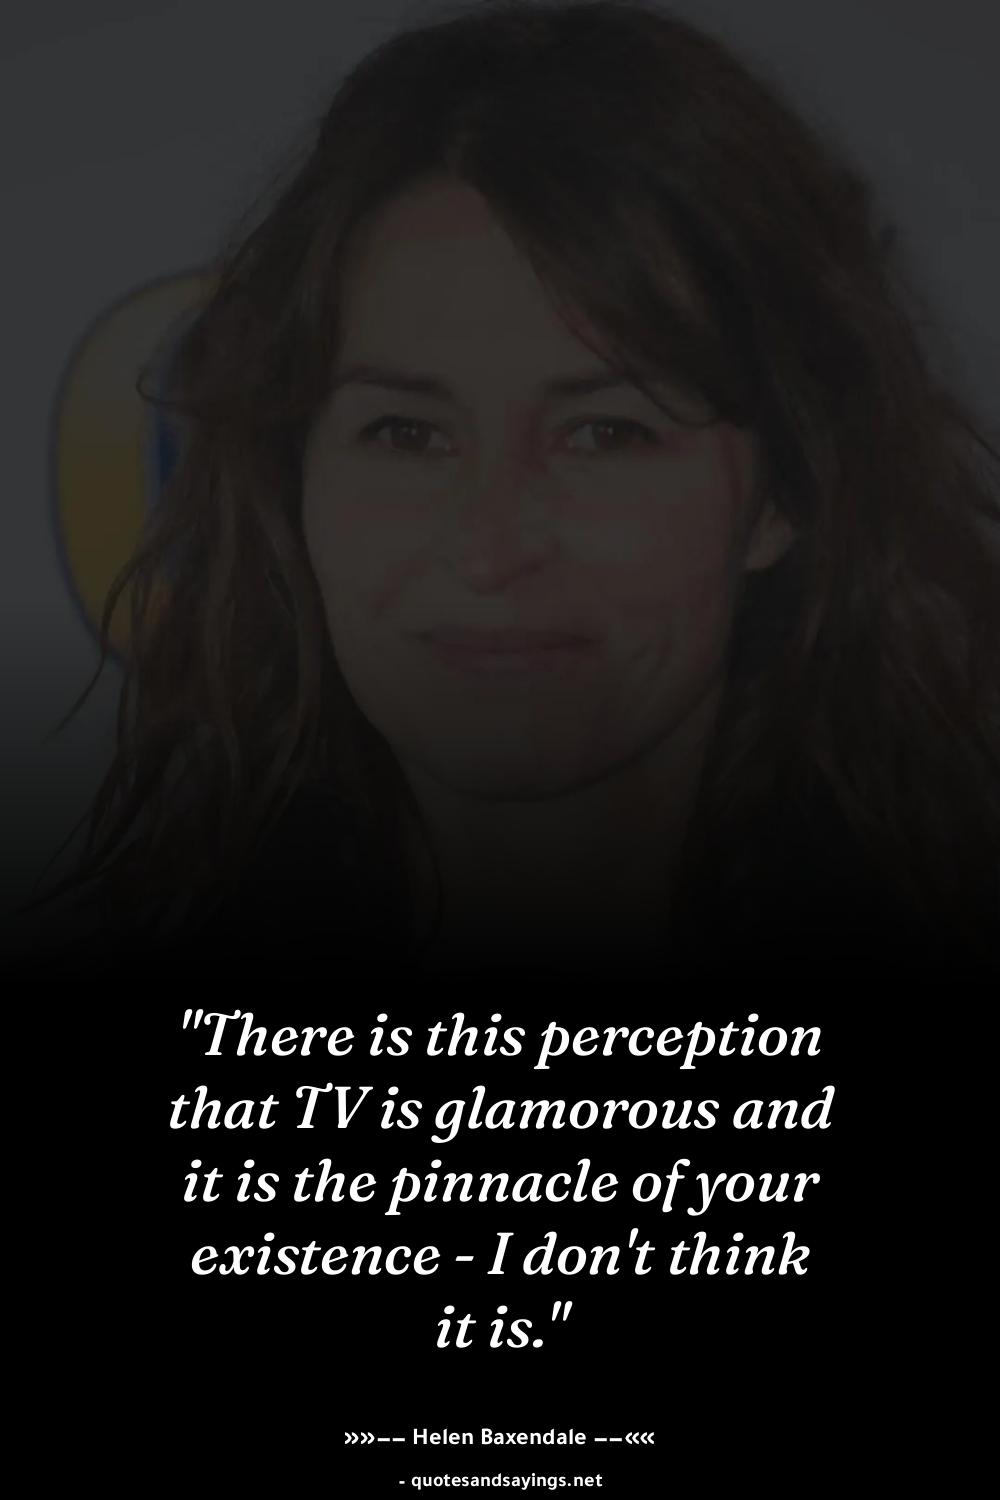 "There is this perception
that TV is glamorous and
it is the pinnacle of your
existence - I don't think
it is."
»»−− Helen Baxendale −−««
- quotesandsayings.net